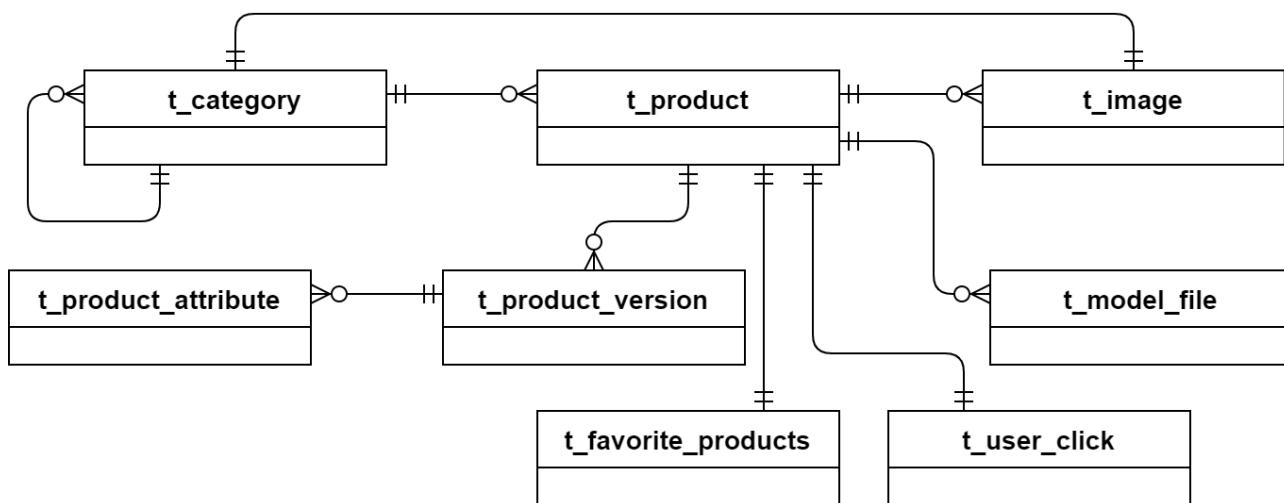 t_category
t_product
t_image
t_product_attribute
t_product_version
t_model_file
t_favorite_products
t_user_click